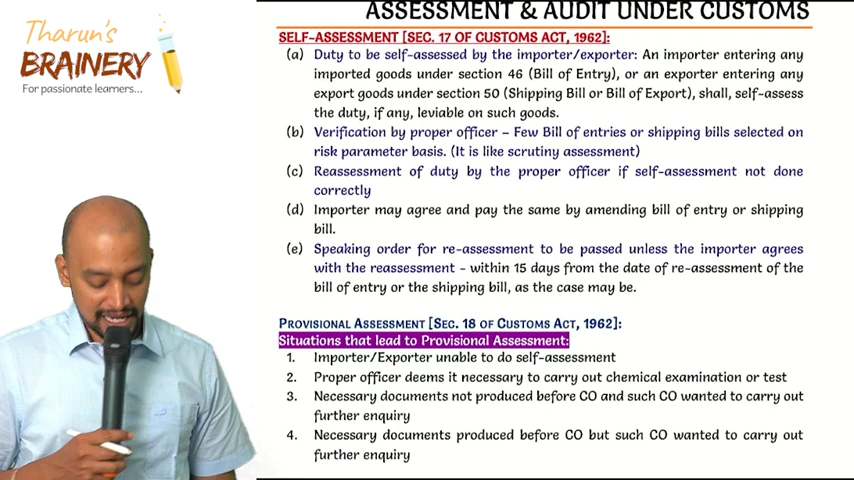 Tharun's
BRAINERY
For passionate learners...
ASSESSMENT & AUDIT UNDER CUSTOMS
SELF-ASSESSMENT [SEC. 17 OF CUSTOMS ACT, 1962]:
(a) Duty to be self-assessed by the importer/exporter: An importer entering any
imported goods under section 46 (Bill of Entry), or an exporter entering any
export goods under section 50 (Shipping Bill or Bill of Export), shall, self-assess
the duty, if any, leviable on such goods.
(b) Verification by proper officer – Few Bill of entries or shipping bills selected on
risk parameter basis. (It is like scrutiny assessment)
(c) Reassessment of duty by the proper officer if self-assessment not done
correctly
(d) Importer may agree and pay the same by amending bill of entry or shipping
bill.
(e) Speaking order for re-assessment to be passed unless the importer agrees
with the reassessment - within 15 days from the date of re-assessment of the
bill of entry or the shipping bill, as the case may be.
PROVISIONAL ASSESSMENT [SEC. 18 OF CUSTOMS ACT, 1962]:
Situations that lead to Provisional Assessment:
1. Importer/Exporter unable to do self-assessment
2. Proper officer deems it necessary to carry out chemical examination or test
3. Necessary documents not produced before CO and such CO wanted to carry out
further enquiry
4. Necessary documents produced before CO but such CO wanted to carry out
further enquiry